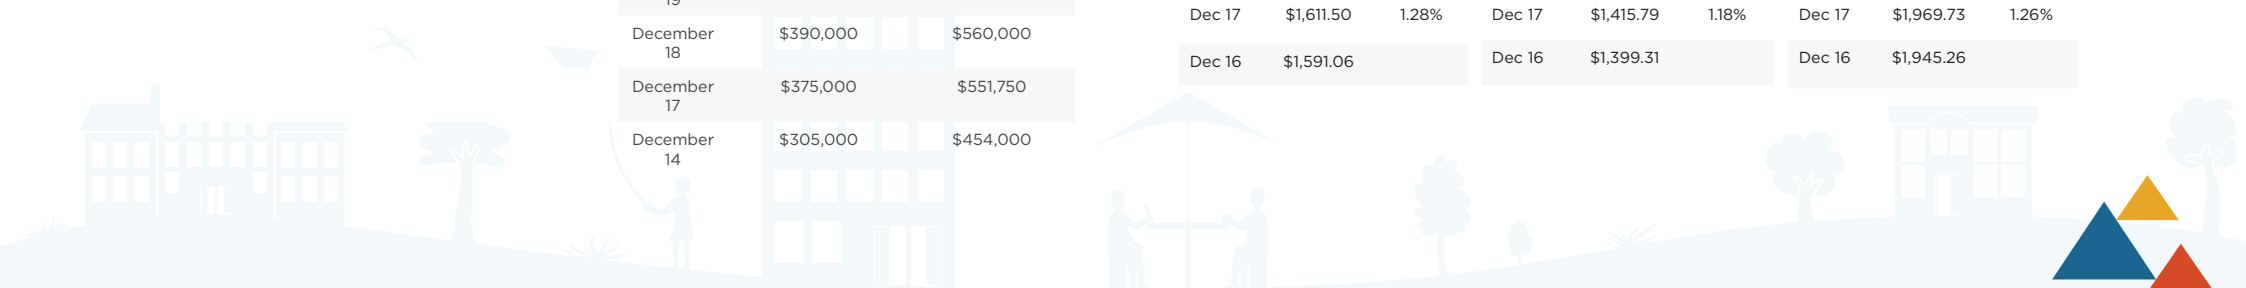 19
December $390,000 $560,000
18
December $375,000 $551,750
17
December $305,000 $454,000
14
Dec 17 $1,611.50 1.28%
Dec 16 $1,591.06
Dec 17 $1,415.79 1.18%
Dec 16 $1,399.31
Dec 17 $1,969.73 1.26%
Dec 16 $1,945.26